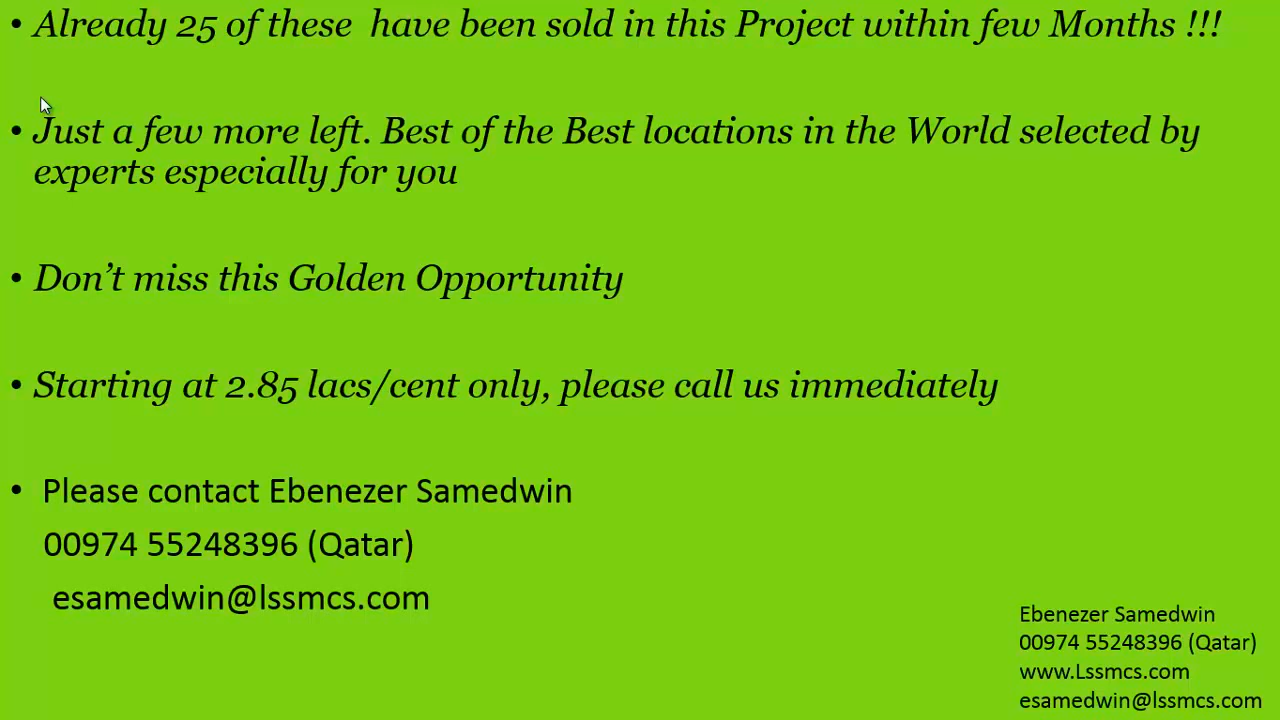 • Already 25 of these  have been sold in this Project within few Months !!!
• Just a few more left. Best of the Best locations in the World selected by
experts especially for you
• Don’t miss this Golden Opportunity
• Starting at 2.85 lacs/cent only, please call us immediately
• Please contact Ebenezer Samedwin
00974 55248396 (Qatar)
esamedwin@lssmcs.com
Ebenezer Samedwin
00974 55248396 (Qatar)
www.Lssmcs.com
esamedwin@lssmcs.com